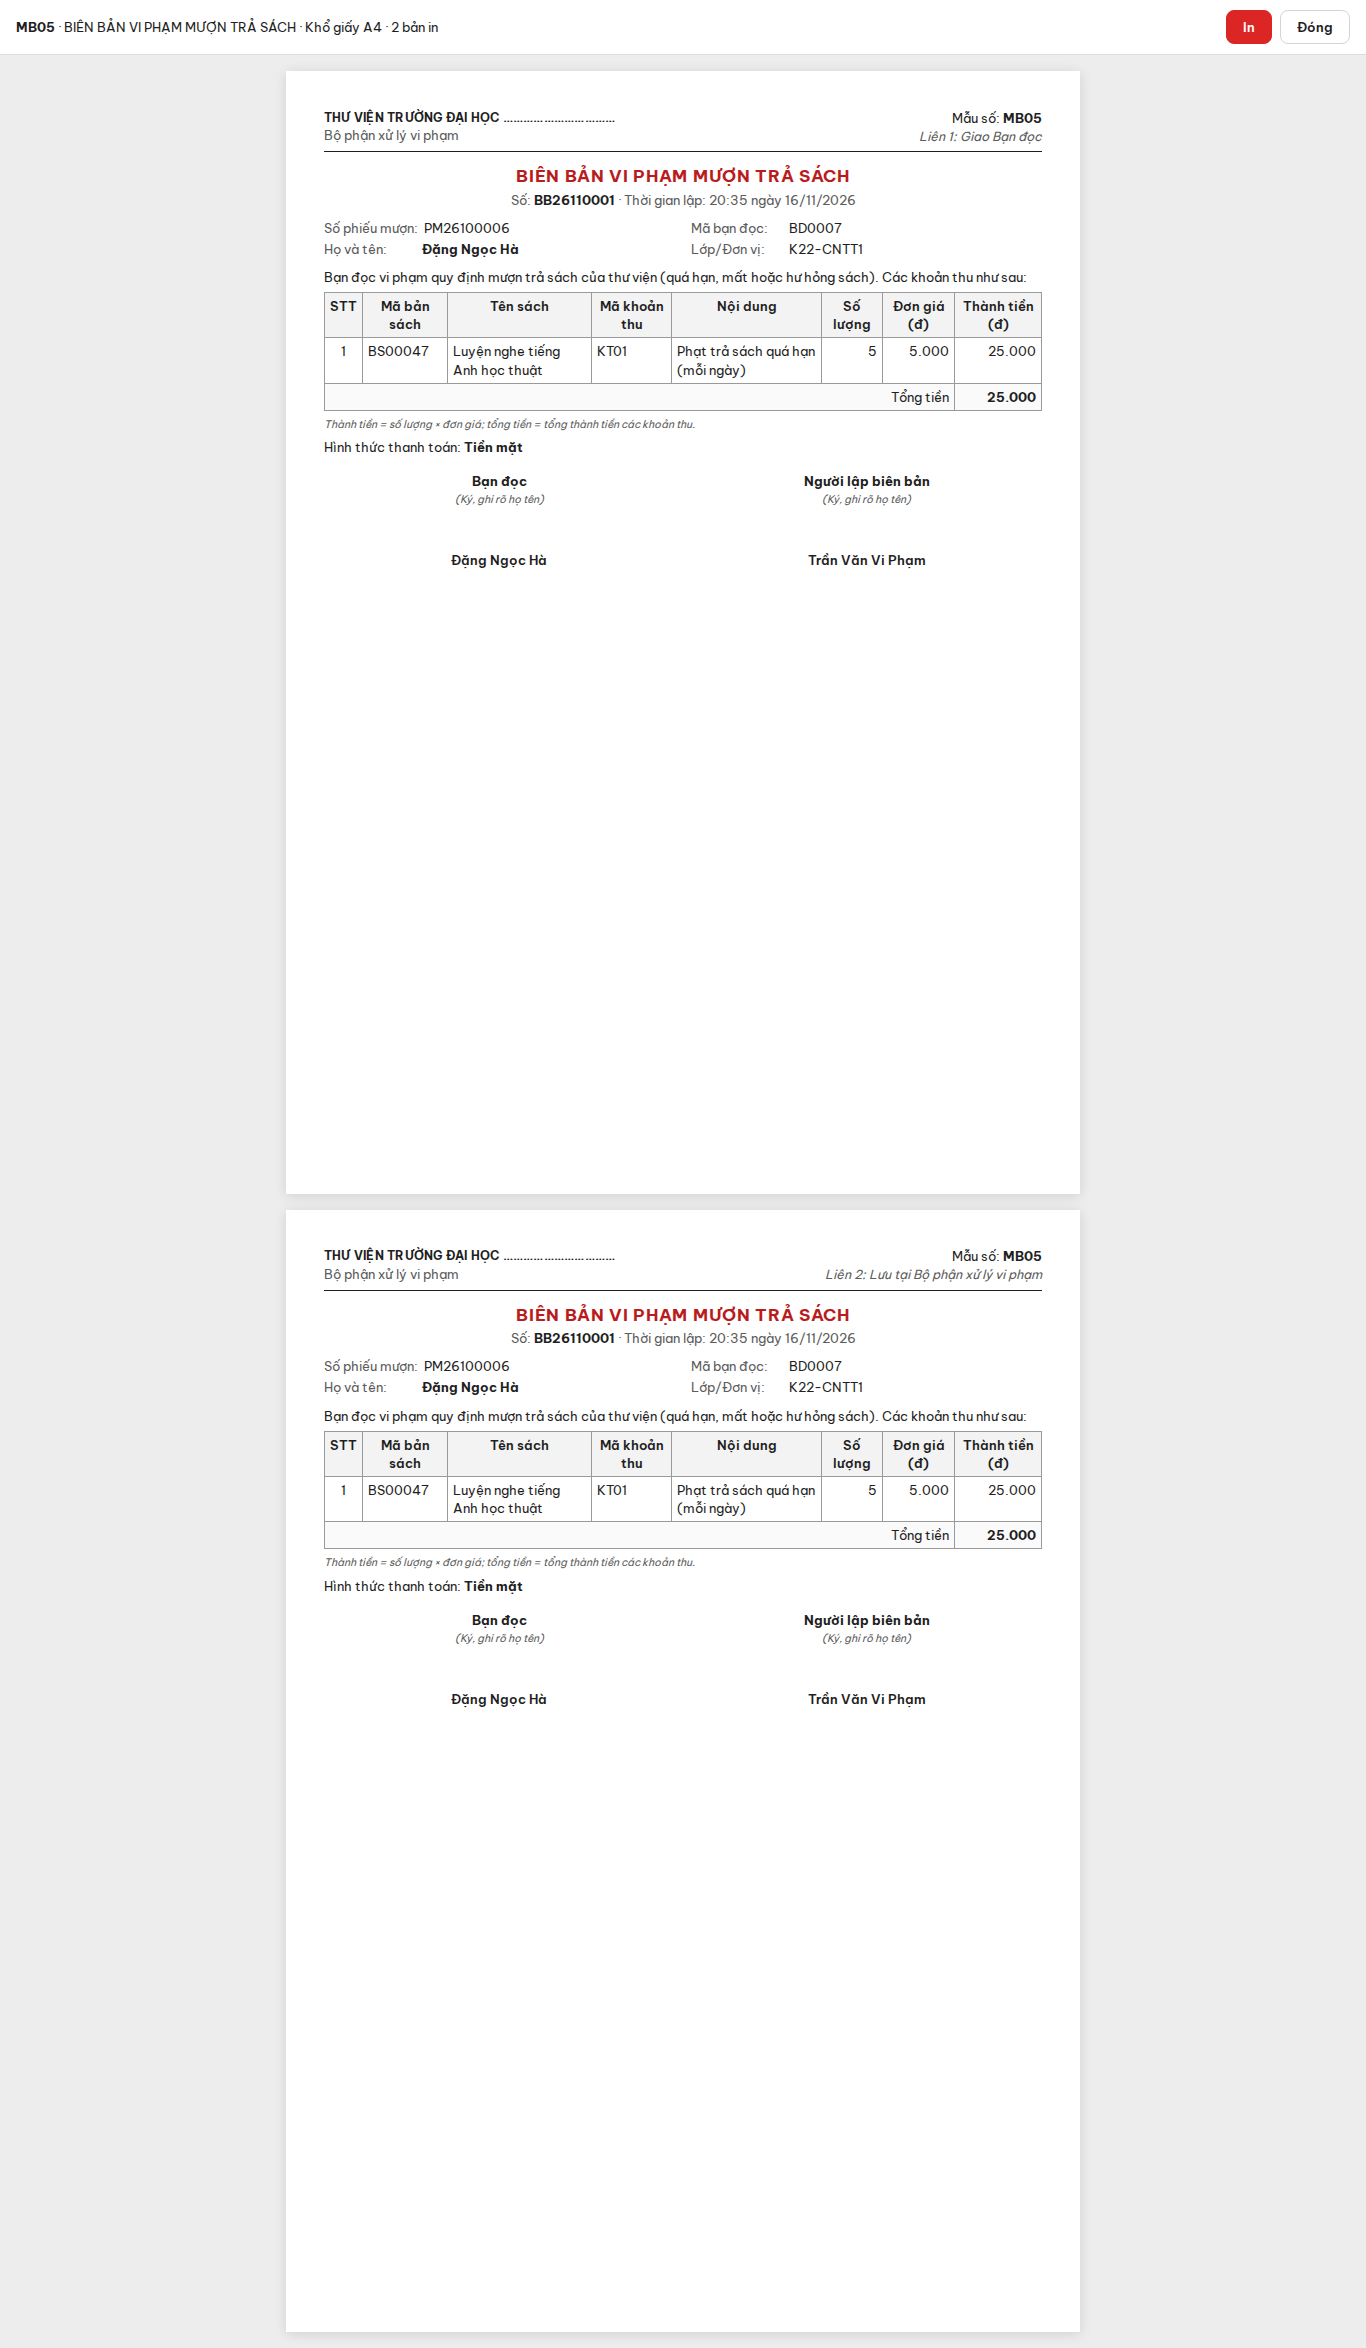 MB05 · BIÊN BẢN VI PHẠM MƯỢN TRẢ SÁCH · Khổ giấy A4 · 2 bản in
In
Đóng
THƯ VIỆN TRƯỜNG ĐẠI HỌC ....................................
Mẫu số: MB05
Bộ phận xử lý vi phạm
Liên 1: Giao Bạn đọc
BIÊN BẢN VI PHẠM MƯỢN TRẢ SÁCH
Số: BB26110001 · Thời gian lập: 20:35 ngày 16/11/2026
Số phiếu mượn: PM26100006
Mã bạn đọc: BD0007
Họ và tên: Đặng Ngọc Hà
Lớp/Đơn vị: K22-CNTT1
Bạn đọc vi phạm quy định mượn trả sách của thư viện (quá hạn, mất hoặc hư hỏng sách). Các khoản thu như sau:
STT Mã bản sách Tên sách Mã khoản thu Nội dung Số lượng Đơn giá (đ) Thành tiền (đ)
1 BS00047 Luyện nghe tiếng Anh học thuật KT01 Phạt trả sách quá hạn (mỗi ngày) 5 5.000 25.000
Tổng tiền 25.000
Thành tiền = số lượng × đơn giá; tổng tiền = tổng thành tiền các khoản thu.
Hình thức thanh toán: Tiền mặt
Bạn đọc Người lập biên bản
(Ký, ghi rõ họ tên) (Ký, ghi rõ họ tên)
Đặng Ngọc Hà Trần Văn Vi Phạm
THƯ VIỆN TRƯỜNG ĐẠI HỌC ....................................
Mẫu số: MB05
Bộ phận xử lý vi phạm
Liên 2: Lưu tại Bộ phận xử lý vi phạm
BIÊN BẢN VI PHẠM MƯỢN TRẢ SÁCH
Số: BB26110001 · Thời gian lập: 20:35 ngày 16/11/2026
Số phiếu mượn: PM26100006
Mã bạn đọc: BD0007
Họ và tên: Đặng Ngọc Hà
Lớp/Đơn vị: K22-CNTT1
Bạn đọc vi phạm quy định mượn trả sách của thư viện (quá hạn, mất hoặc hư hỏng sách). Các khoản thu như sau:
STT Mã bản sách Tên sách Mã khoản thu Nội dung Số lượng Đơn giá (đ) Thành tiền (đ)
1 BS00047 Luyện nghe tiếng Anh học thuật KT01 Phạt trả sách quá hạn (mỗi ngày) 5 5.000 25.000
Tổng tiền 25.000
Thành tiền = số lượng × đơn giá; tổng tiền = tổng thành tiền các khoản thu.
Hình thức thanh toán: Tiền mặt
Bạn đọc Người lập biên bản
(Ký, ghi rõ họ tên) (Ký, ghi rõ họ tên)
Đặng Ngọc Hà Trần Văn Vi Phạm